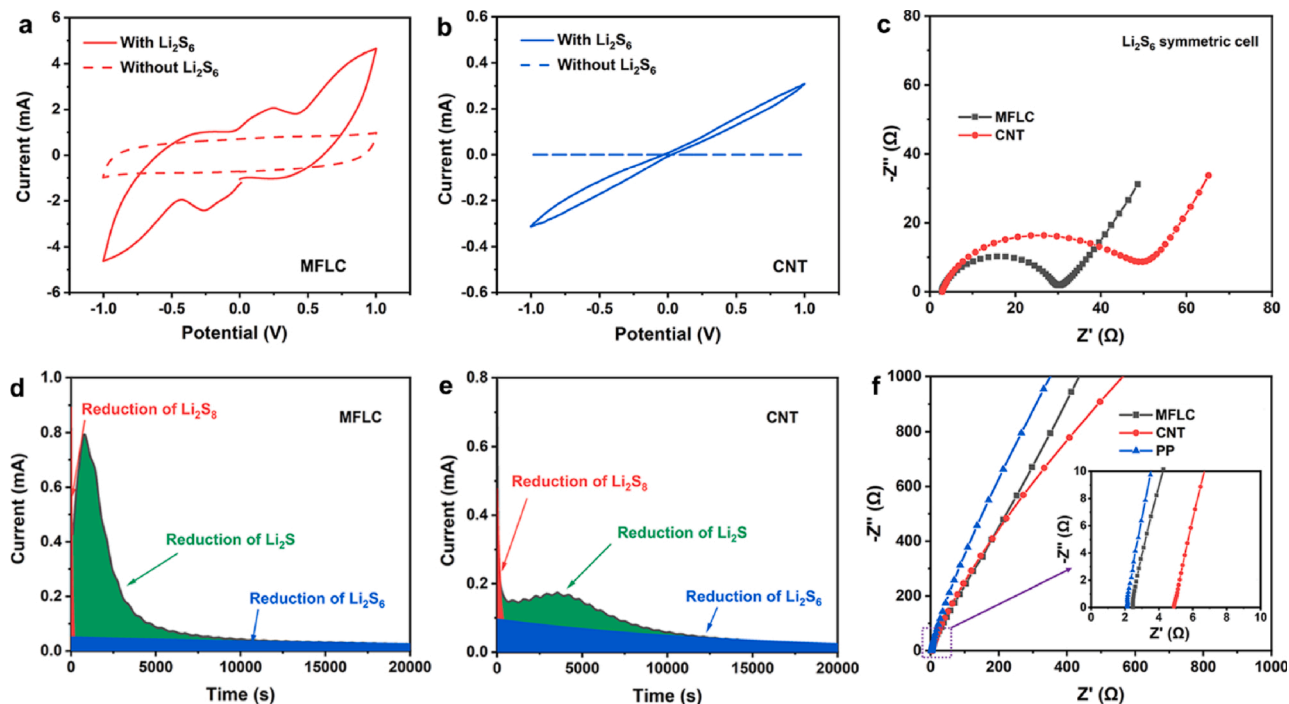 a
6
4
2
0
-2
-4
-6
Current (mA)
With Li₂S₆
Without Li₂S₆
MFLC
-1.0 -0.5 0.0 0.5 1.0
Potential (V)
b
0.6
0.4
0.2
0.0
-0.2
-0.4
-0.6
Current (mA)
With Li₂S₆
Without Li₂S₆
CNT
-1.0 -0.5 0.0 0.5 1.0
Potential (V)
c
80
60
40
20
0
-Z'' (Ω)
Li₂S₆ symmetric cell
MFLC
CNT
0 20 40 60 80
Z' (Ω)
d
1.0
0.8
0.6
0.4
0.2
0.0
Current (mA)
Reduction of Li₂S₈
MFLC
Reduction of Li₂S
Reduction of Li₂S₆
0 5000 10000 15000 20000
Time (s)
e
0.8
0.6
0.4
0.2
0.0
Current (mA)
CNT
Reduction of Li₂S₈
Reduction of Li₂S
Reduction of Li₂S₆
0 5000 10000 15000 20000
Time (s)
f
1000
800
600
400
200
0
-Z'' (Ω)
MFLC
CNT
PP
10
8
6
4
2
0
-Z'' (Ω)
0 2 4 6 8 10
Z' (Ω)
0 200 400 600 800 1000
Z' (Ω)